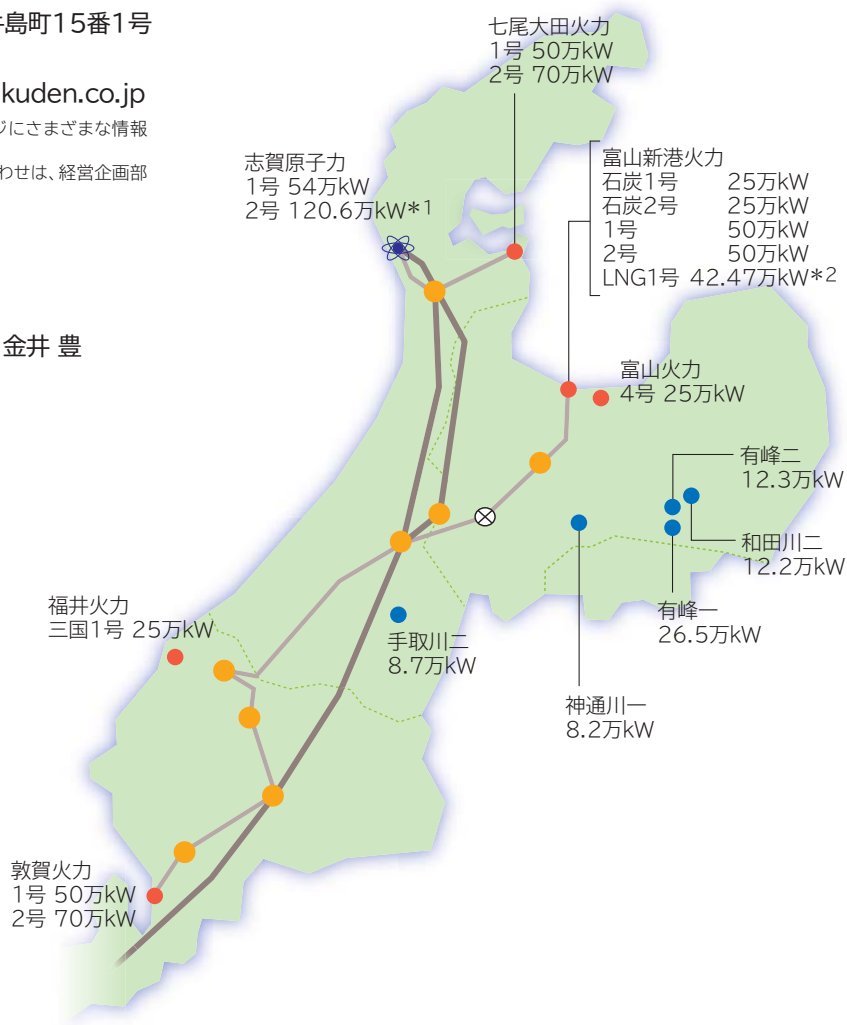 牛島町15番1号
kuden.co.jp
ジにさまざまな情報
わせは、経営企画部
金井 豊
七尾大田火力
1号 50万kW
2号 70万kW
志賀原子力
1号 54万kW
2号 120.6万kW*1
富山新港火力
石炭1号 25万kW
石炭2号 25万kW
1号 50万kW
2号 50万kW
LNG1号 42.47万kW*2
富山火力
4号 25万kW
有峰二
12.3万kW
和田川二
12.2万kW
有峰一
26.5万kW
神通川一
8.2万kW
手取川二
8.7万kW
福井火力
三国1号 25万kW
敦賀火力
1号 50万kW
2号 70万kW